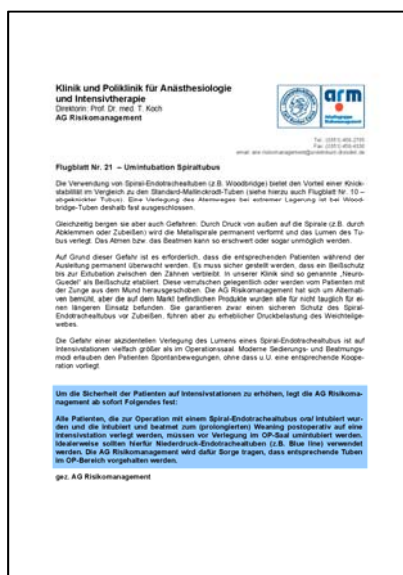 Klinik und Poliklinik für Anästhesiologie
und Intensivtherapie
Direktorin: Prof. Dr. med. T. Koch
AG Risikomanagement
arm
Flugblatt Nr. 21 – Umintubation Spiraltubus
Die Verwendung von Spiral-Endotrachealtuben (z.B. Woodbridge) bietet den Vorteil einer Knick-
stabilität im Vergleich zu den Standard-Mallinckrodt-Tuben (siehe hierzu auch Flugblatt Nr. 10 –
abgeknickter Tubus). Eine Verlegung des Atemweges bei extremer Lagerung ist bei Wood-
bridge-Tuben deshalb fast ausgeschlossen.
Gleichzeitig bergen sie aber auch Gefahren: Durch Druck von außen auf die Spirale (z.B. durch
Abklemmen oder Zubeißen) wird die Metallspirale permanent verformt und das Lumen des Tu-
bus verlegt. Das Atmen bzw. das Beatmen kann so erschwert oder sogar unmöglich werden.
Auf Grund dieser Gefahr ist es erforderlich, dass die entsprechenden Patienten während der
Ausleitung permanent überwacht werden. Es muss sicher gestellt werden, dass ein Beißschutz
bis zur Extubation zwischen den Zähnen verbleibt. In unserer Klinik sind so genannte „Neuro-
Guedel“ als Beißschutz etabliert. Diese verrutschen gelegentlich oder werden vom Patienten mit
der Zunge aus dem Mund herausgeschoben. Die AG Risikomanagement hat sich um Alternati-
ven bemüht, aber die auf dem Markt befindlichen Produkte wurden alle für nicht tauglich für ei-
nen längeren Einsatz befunden. Sie garantieren zwar einen sicheren Schutz des Spiral-
Endotrachealtubus vor Zubeißen, führen aber zu erheblicher Druckbelastung des Weichteilge-
webes.
Die Gefahr einer akzidentellen Verlegung des Lumens eines Spiral-Endotrachealtubus ist auf
Intensivstationen vielfach größer als im Operationssaal. Moderne Sedierungs- und Beatmungs-
modi erlauben den Patienten Spontanbewegungen, ohne dass u.U. eine entsprechende Koope-
ration vorliegt.
Um die Sicherheit der Patienten auf Intensivstationen zu erhöhen, legt die AG Risikoma-
nagement ab sofort Folgendes fest:
Alle Patienten, die zur Operation mit einem Spiral-Endotrachealtubus oral intubiert wur-
den und die intubiert und beatmet zum (prolongierten) Weaning postoperativ auf eine
Intensivstation verlegt werden, müssen vor Verlegung im OP-Saal umintubiert werden.
Idealerweise sollten hierfür Niederdruck-Endotrachealtuben (z.B. Blue line) verwendet
werden. Die AG Risikomanagement wird dafür Sorge tragen, dass entsprechende Tuben
im OP-Bereich vorgehalten werden.
gez. AG Risikomanagement